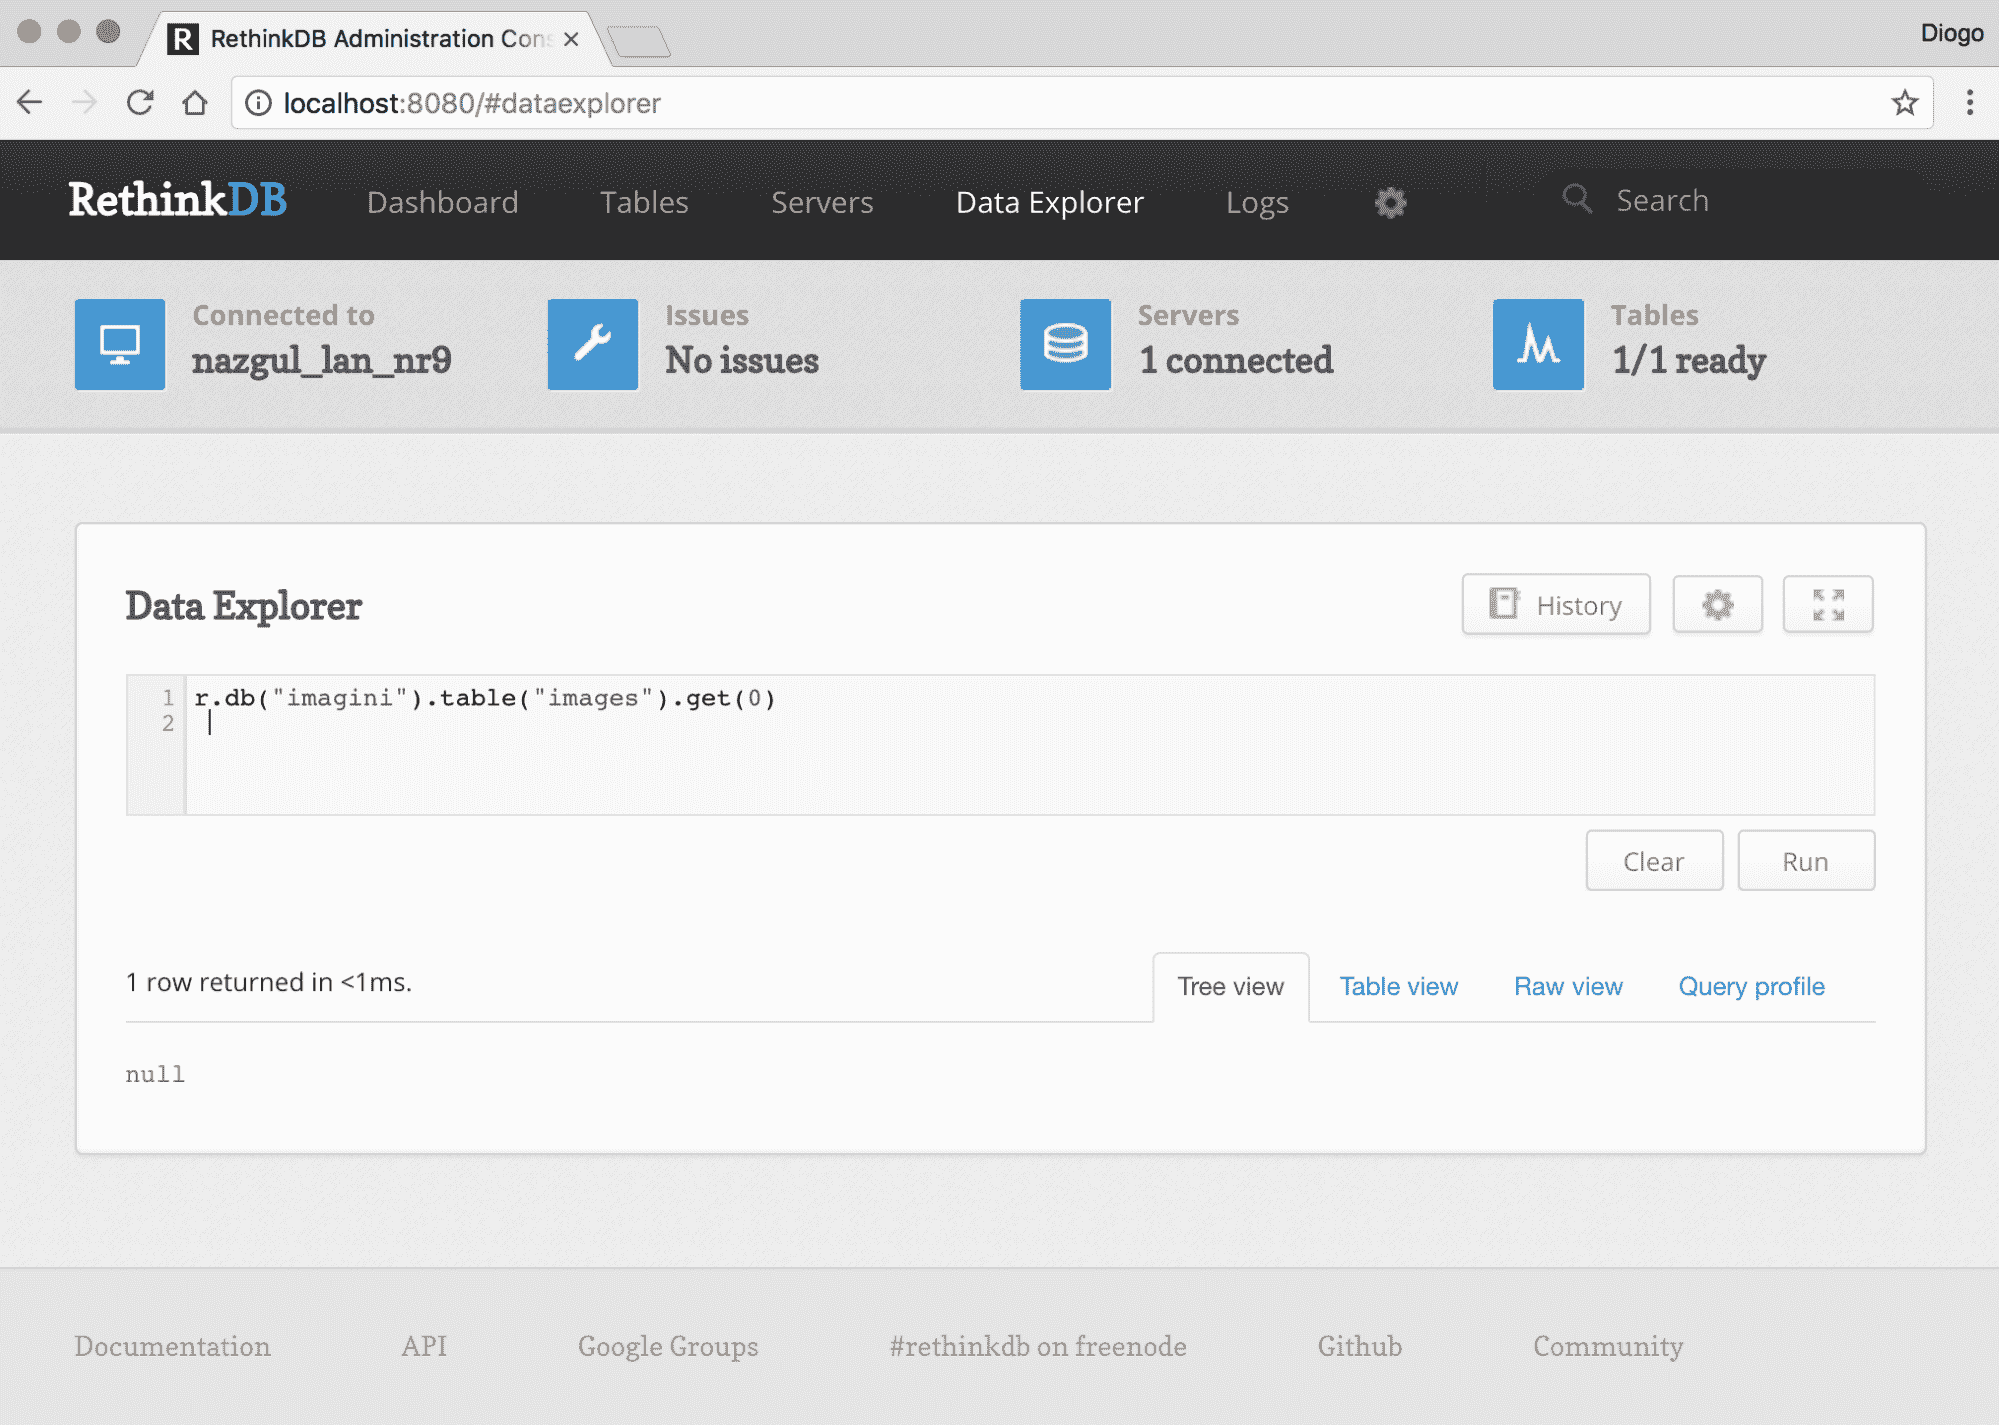 Diogo
RethinkDB Administration Cons
localhost:8080/#dataexplorer
RethinkDB Dashboard Tables Servers Data Explorer Logs Search
Connected to Issues Servers Tables
nazgul_lan_nr9 No issues 1 connected 1/1 ready
Data Explorer History
1 r.db("imagini").table("images").get(0)
2
Clear Run
1 row returned in <1ms. Tree view Table view Raw view Query profile
null
Documentation API Google Groups #rethinkdb on freenode Github Community